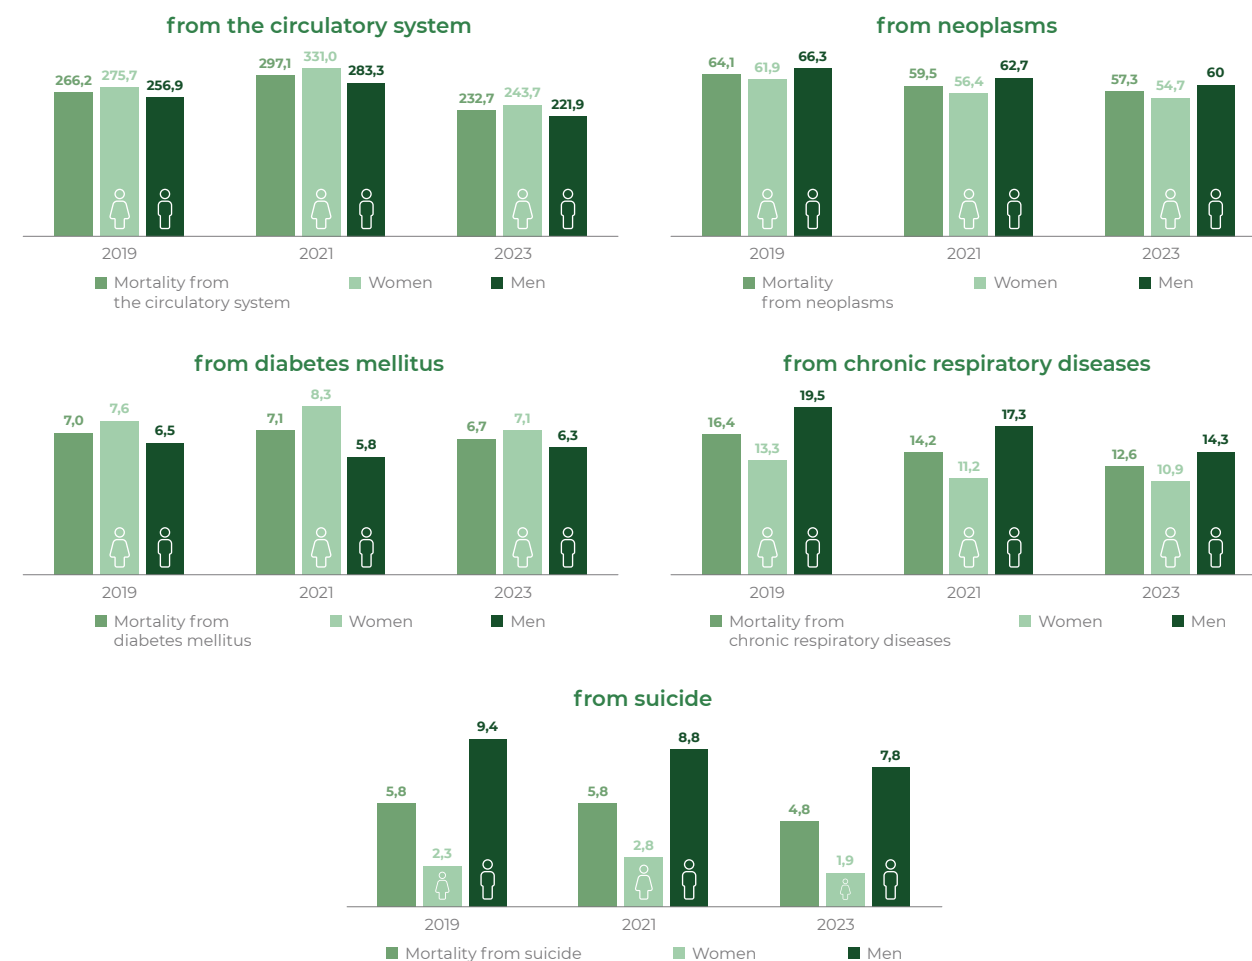 from the circulatory system
266,2 275,7 256,9 297,1 331,0 283,3 232,7 243,7 221,9
2019 2021 2023
Mortality from
the circulatory system
Women
Men
from neoplasms
64,1 61,9 66,3 59,5 56,4 62,7 57,3 54,7 60
2019 2021 2023
Mortality
from neoplasms
Women
Men
from diabetes mellitus
7,0 7,6 6,5 7,1 8,3 5,8 6,7 7,1 6,3
2019 2021 2023
Mortality from
diabetes mellitus
Women
Men
from chronic respiratory diseases
16,4 13,3 19,5 14,2 11,2 17,3 12,6 10,9 14,3
2019 2021 2023
Mortality from
chronic respiratory diseases
Women
Men
from suicide
5,8 2,3 9,4 5,8 2,8 8,8 4,8 1,9 7,8
2019 2021 2023
Mortality from suicide
Women
Men